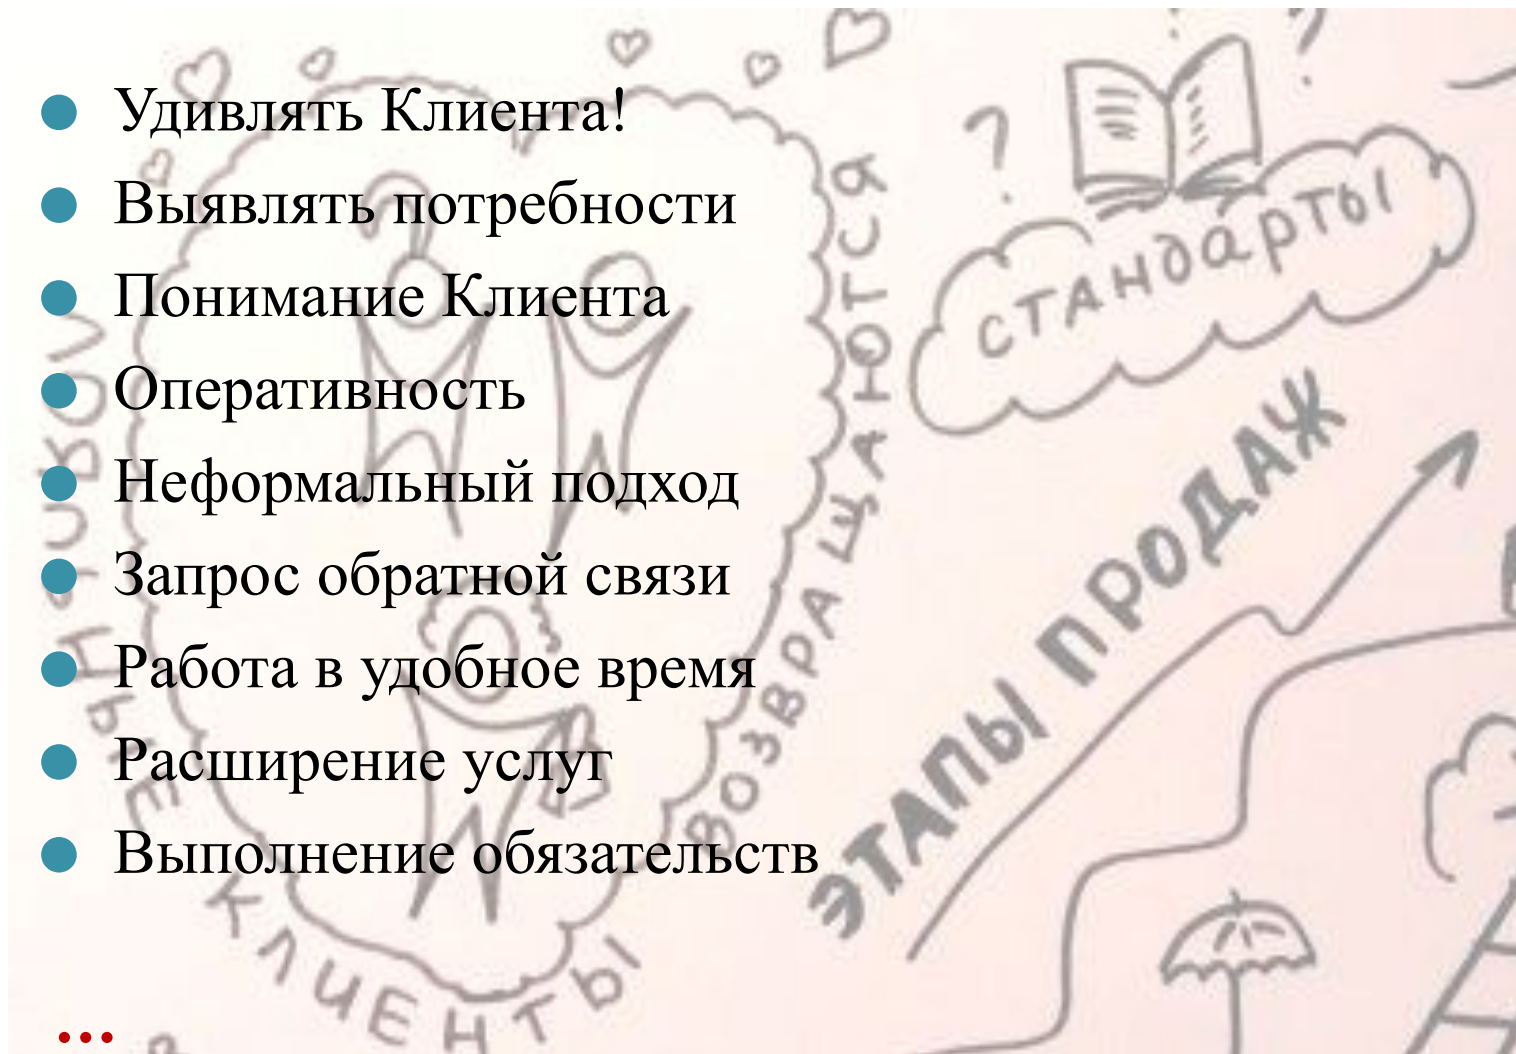 Удивлять Клиента!
Выявлять потребности
Понимание Клиента
Оперативность
Неформальный подход
Запрос обратной связи
Работа в удобное время
Расширение услуг
Выполнение обязательств
...
КЛИЕНТЫ
ВОЗВРАЩАЮТСЯ
СТАНДАРТЫ
ЭТАПЫ ПРОДАЖ